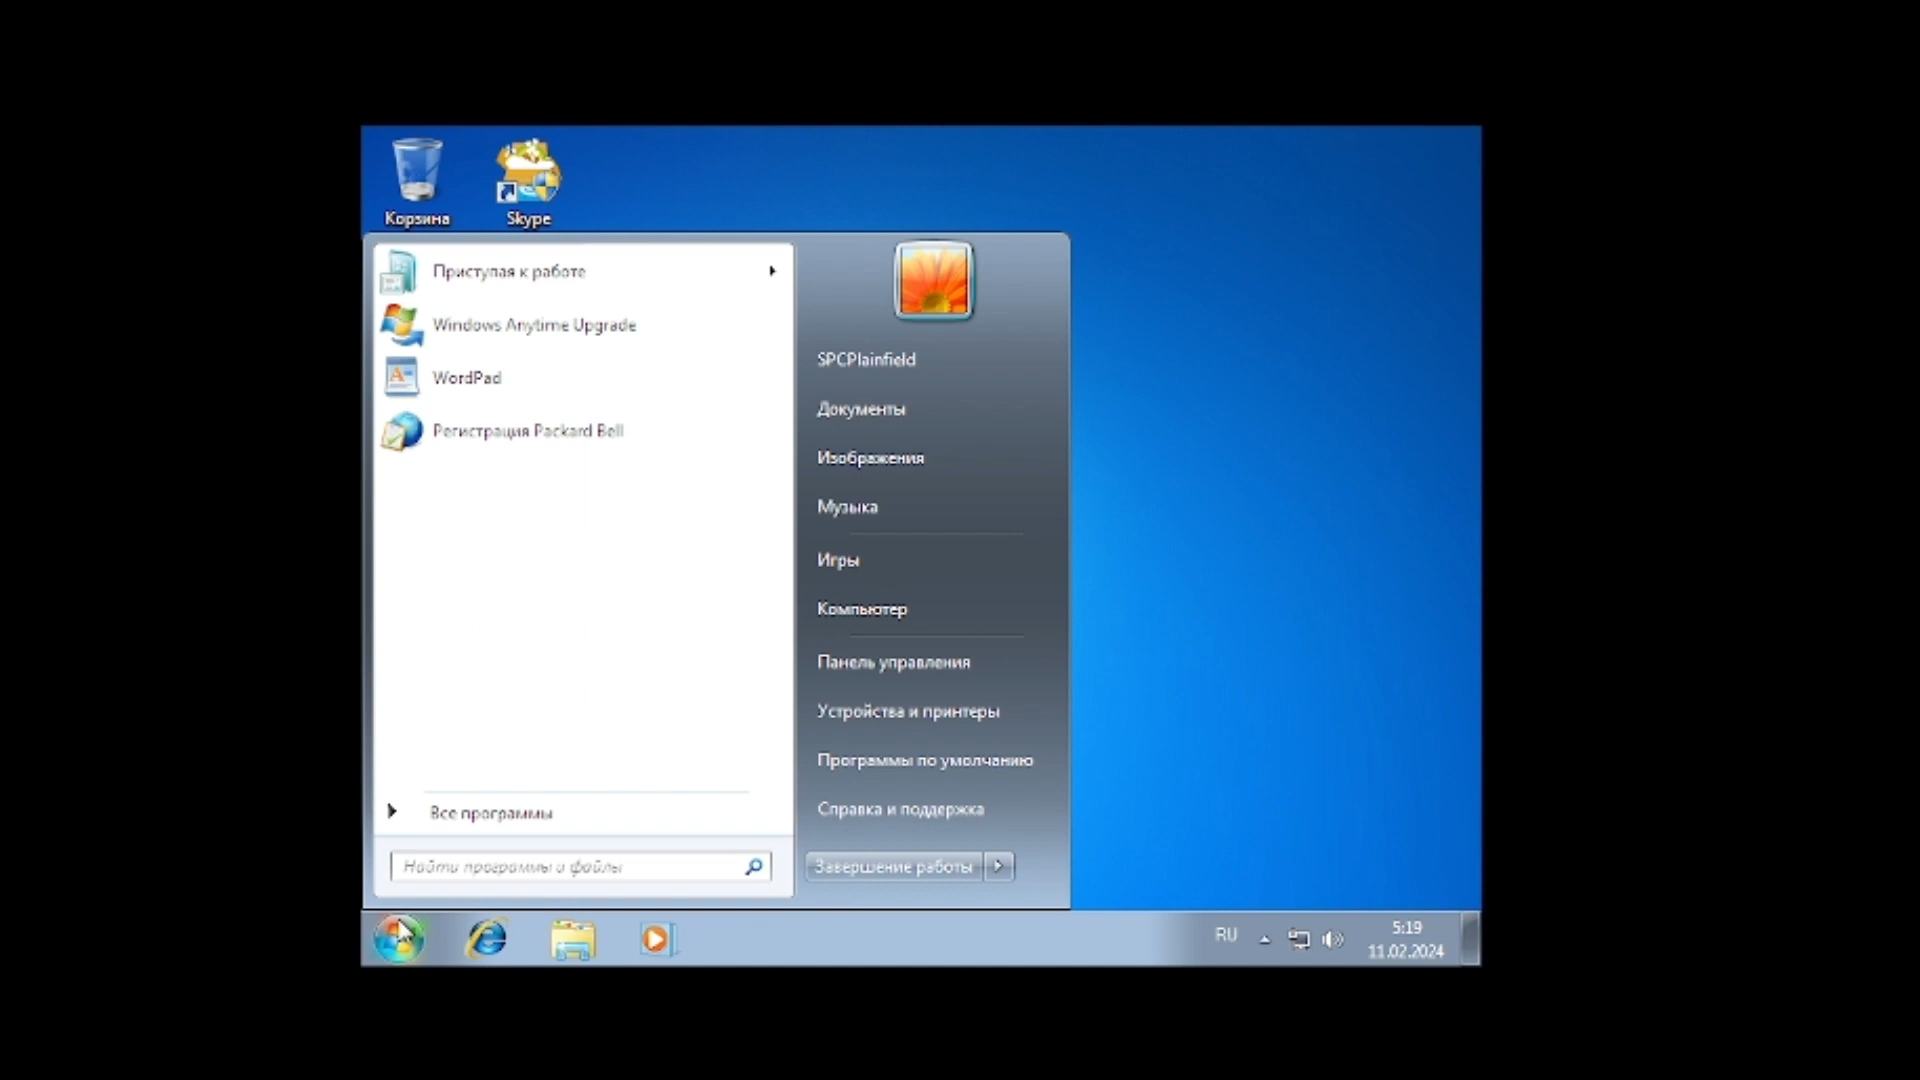 Корзина
Skype
Приступая к работе
Windows Anytime Upgrade
WordPad
Регистрация Packard Bell
Все программы
Найти программы и файлы
SPCPlainfield
Документы
Изображения
Музыка
Игры
Компьютер
Панель управления
Устройства и принтеры
Программы по умолчанию
Справка и поддержка
Завершение работы
RU
5:19
11.02.2024